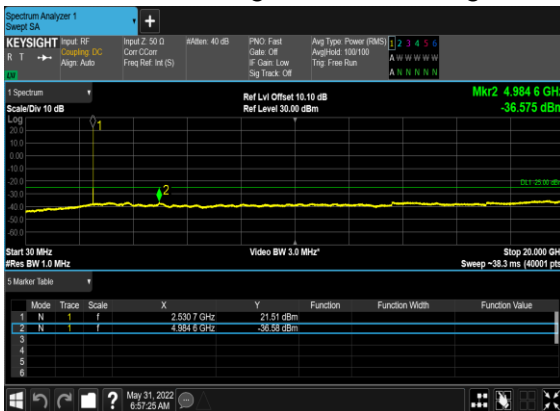 Spectrum Analyzer 1
Swept SA
+
KEYSIGHT Input: RF Input Z: 50 Ω #Atten: 40 dB PNO: Fast Avg Type: Power (RMS) 1 2 3 4 5 6
R T Coupling: DC Corr CCorr Gate: Off Avg|Hold: 100/100 A W W W W W
Align: Auto Freq Ref: Int (S) IF Gain: Low Trig: Free Run
Sig Track: Off A N N N N N
1 Spectrum Ref Lvl Offset 10.10 dB Mkr2 4.984 6 GHz
Scale/Div 10 dB Ref Level 30.00 dBm -36.575 dBm
Log
20.0
10.0
0.00
-10.0
-20.0
-30.0
-40.0
-50.0
-60.0
1
2
DL1 -25.00 dBm
Start 30 MHz Video BW 3.0 MHz* Stop 20.000 GHz
#Res BW 1.0 MHz Sweep ~38.3 ms (40001 pts)
5 Marker Table
Mode Trace Scale X Y Function Function Width Function Value
1 N 1 f 2.530 7 GHz 21.51 dBm
2 N 1 f 4.984 6 GHz -36.58 dBm
3
4
5
6
? May 31, 2022
6:57:25 AM